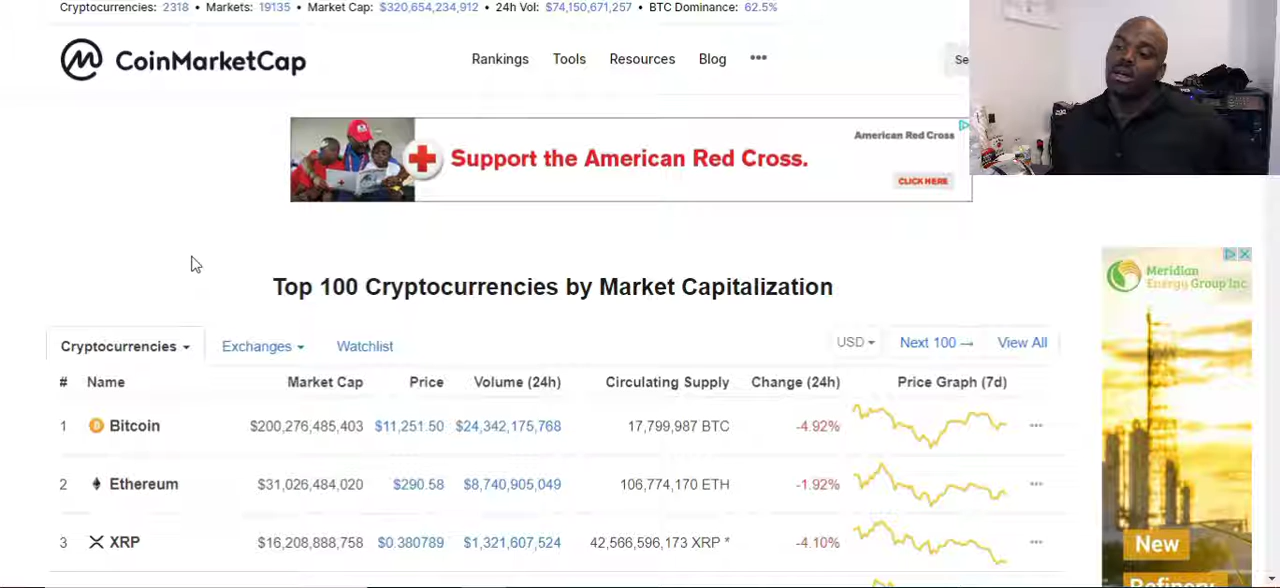 Cryptocurrencies: 2318 • Markets: 19135 • Market Cap: $320,654,234,912 • 24h Vol: $74,150,671,257 • BTC Dominance: 62.5%
CoinMarketCap
Rankings Tools Resources Blog ••• Se
American Red Cross
Support the American Red Cross.
CLICK HERE
Top 100 Cryptocurrencies by Market Capitalization
Meridian
Energy Group Inc.
Cryptocurrencies Exchanges Watchlist USD Next 100 → View All
# Name Market Cap Price Volume (24h) Circulating Supply Change (24h) Price Graph (7d)
1 Bitcoin $200,276,485,403 $11,251.50 $24,342,175,768 17,799,987 BTC -4.92%
2 Ethereum $31,026,484,020 $290.58 $8,740,905,049 106,774,170 ETH -1.92%
3 XRP $16,208,888,758 $0.380789 $1,321,607,524 42,566,596,173 XRP * -4.10%
New
Refinery